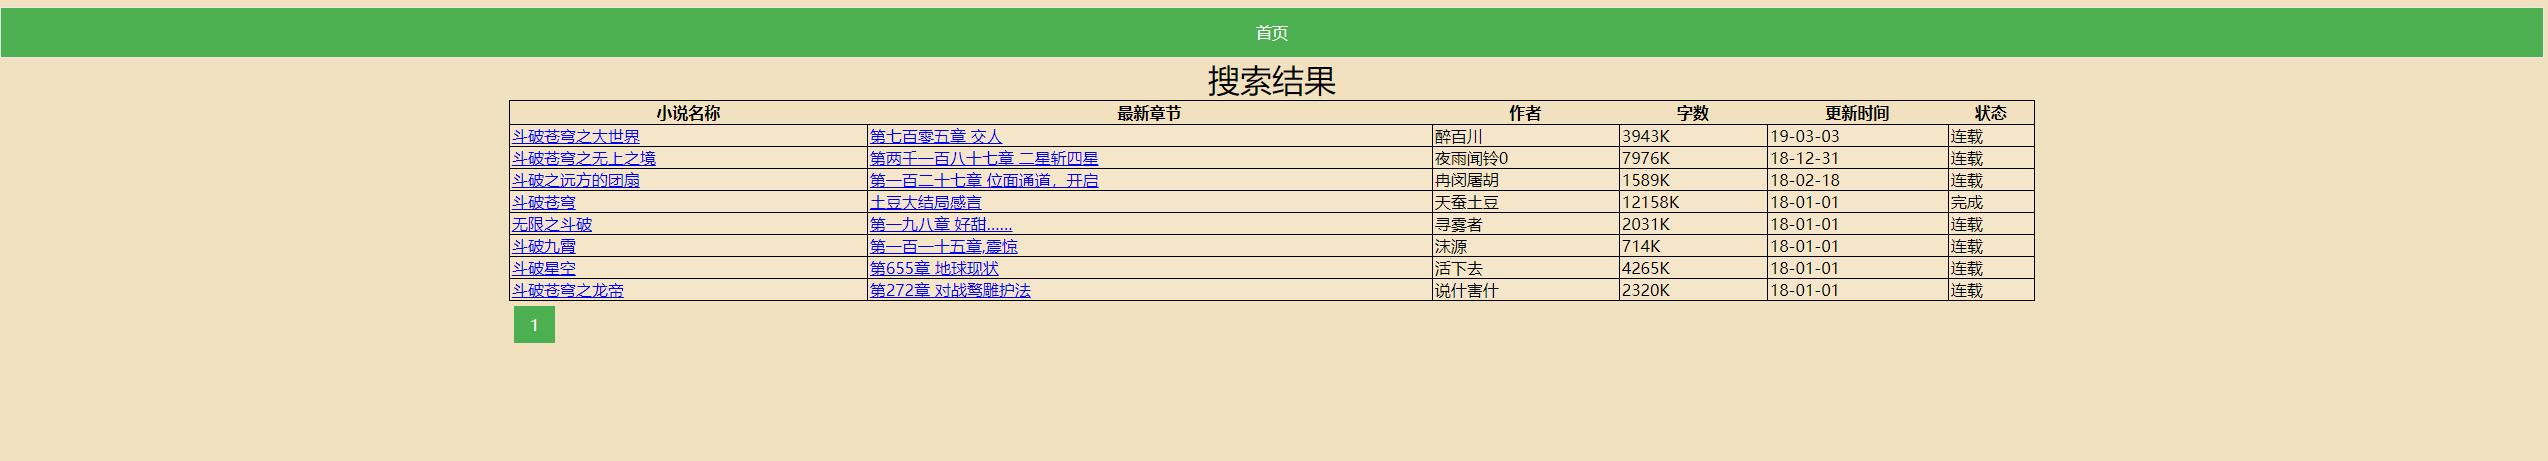 首页
搜索结果
小说名称 最新章节 作者 字数 更新时间 状态
斗破苍穹之大世界 第七百零五章 交人 醉百川 3943K 19-03-03 连载
斗破苍穹之无上之境 第两千一百八十七章 二星斩四星 夜雨闻铃0 7976K 18-12-31 连载
斗破之远方的团扇 第一百二十七章 位面通道，开启 冉闵屠胡 1589K 18-02-18 连载
斗破苍穹 土豆大结局感言 天蚕土豆 12158K 18-01-01 完成
无限之斗破 第一九八章 好甜…… 寻雾者 2031K 18-01-01 连载
斗破九霄 第一百一十五章,震惊 沫源 714K 18-01-01 连载
斗破星空 第655章 地球现状 活下去 4265K 18-01-01 连载
斗破苍穹之龙帝 第272章 对战鹜雕护法 说什害什 2320K 18-01-01 连载
1